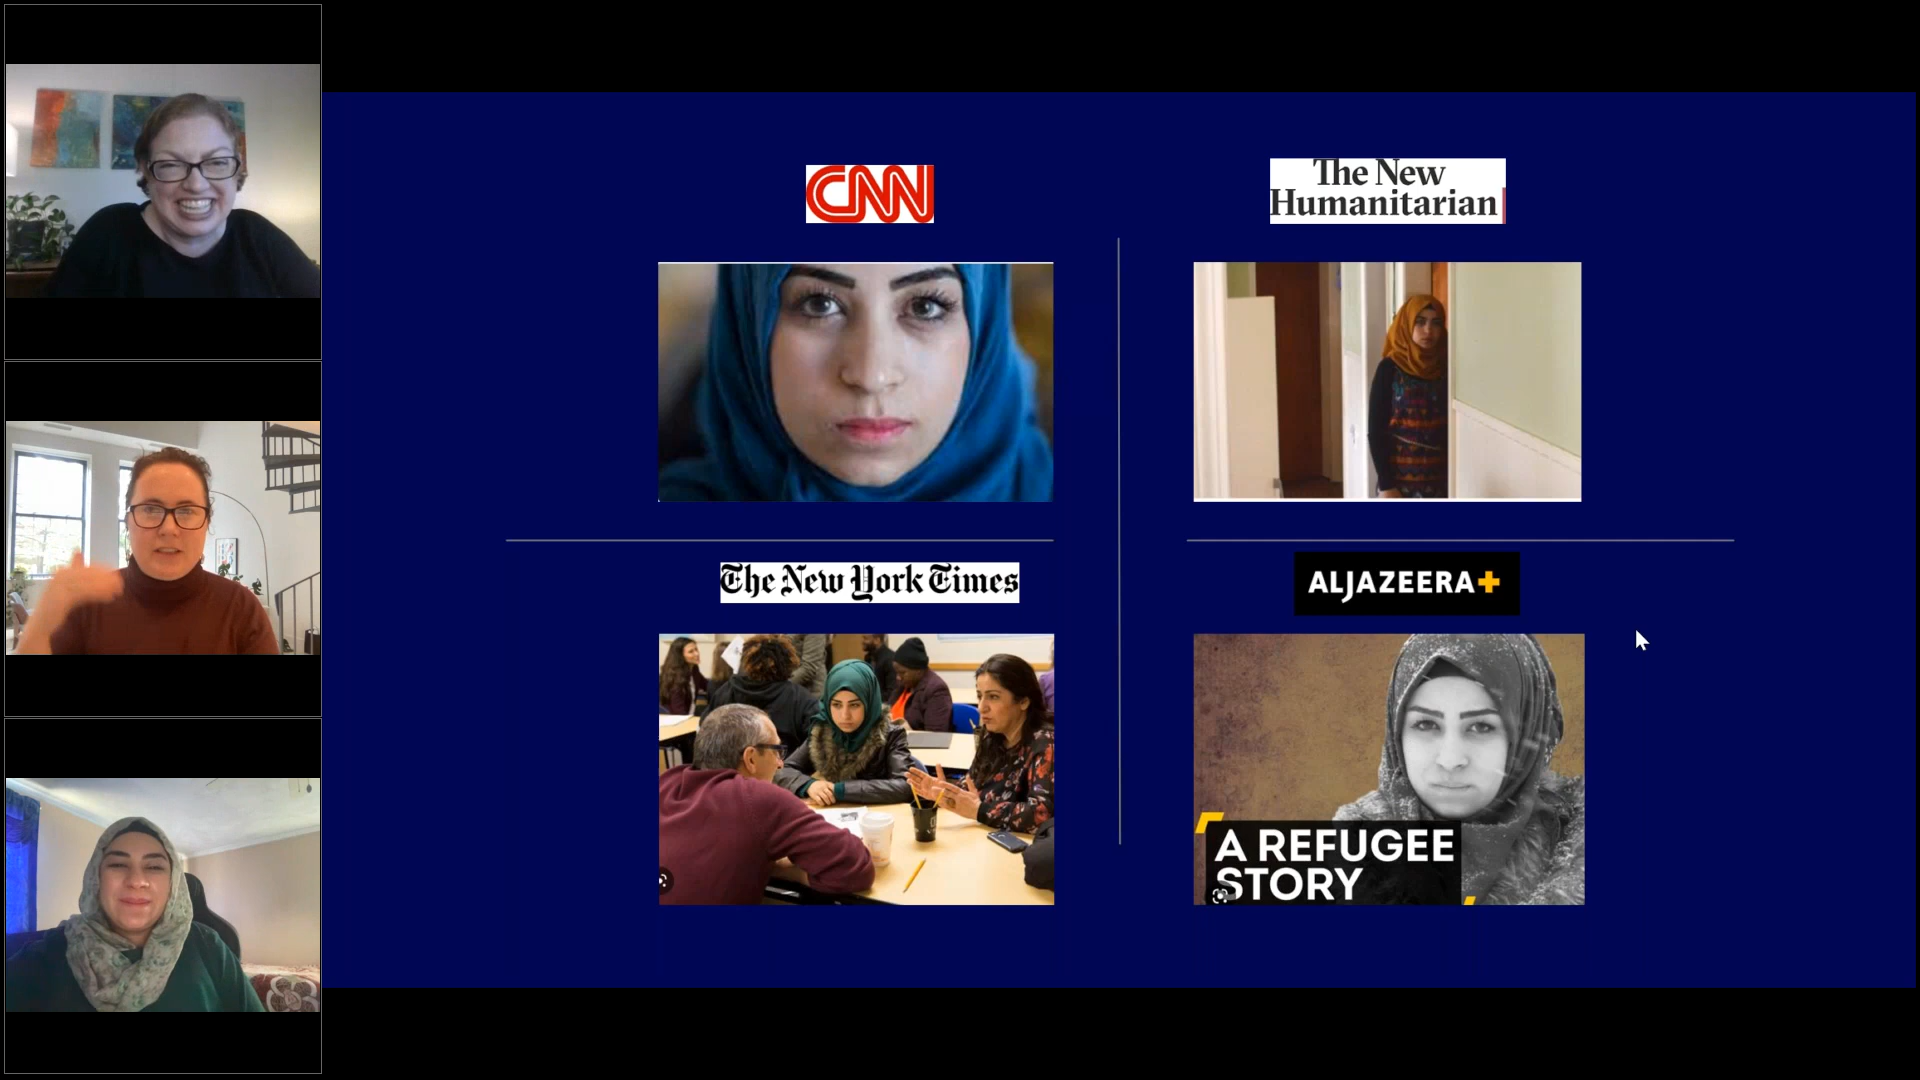 CNN
The New
Humanitarian
The New York Times
ALJAZEERA+
A REFUGEE
STORY